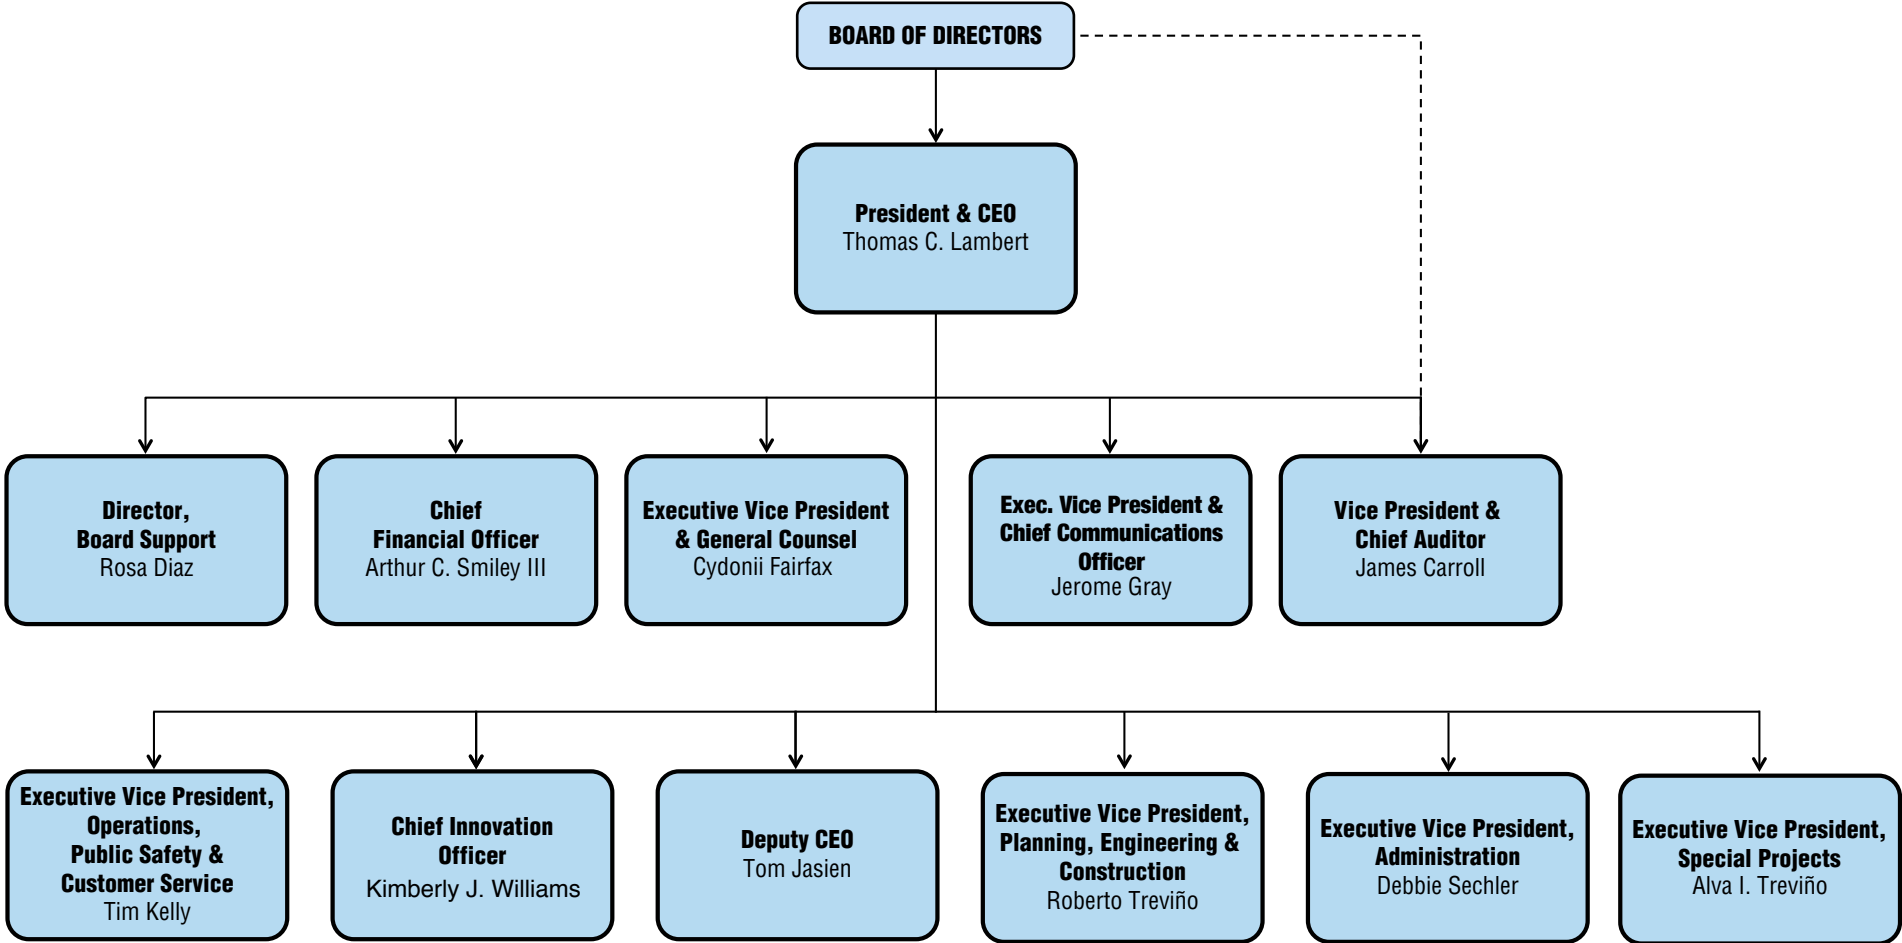 BOARD OF DIRECTORS
President & CEO
Thomas C. Lambert
Director,
Board Support
Rosa Diaz
Chief
Financial Officer
Arthur C. Smiley III
Executive Vice President
& General Counsel
Cydonii Fairfax
Exec. Vice President &
Chief Communications
Officer
Jerome Gray
Vice President &
Chief Auditor
James Carroll
Executive Vice President,
Operations,
Public Safety &
Customer Service
Tim Kelly
Chief Innovation
Officer
Kimberly J. Williams
Deputy CEO
Tom Jasien
Executive Vice President,
Planning, Engineering &
Construction
Roberto Treviño
Executive Vice President,
Administration
Debbie Sechler
Executive Vice President,
Special Projects
Alva I. Treviño